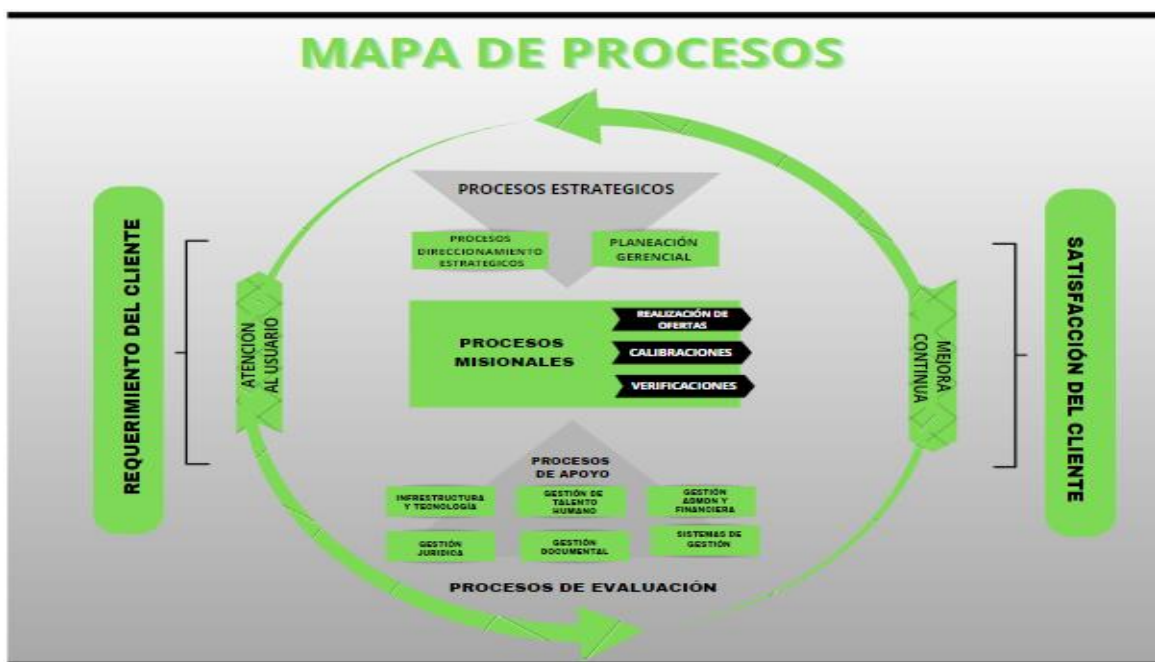 MAPA DE PROCESOS
REQUERIMIENTO DEL CLIENTE
ATENCION
AL USUARIO
PROCESOS ESTRATEGICOS
PROCESOS
DIRECCIONAMIENTO
ESTRATEGICOS
PLANEACIÓN
GERENCIAL
PROCESOS
MISIONALES
REALIZACIÓN DE
OFERTAS
CALIBRACIONES
VERIFICACIONES
PROCESOS
DE APOYO
INFRESTRUCTURA
Y TECNOLOGÍA
GESTIÓN DE
TALENTO
HUMANO
GESTIÓN
ADMON Y
FINANCIERA
GESTIÓN
JURIDICA
GESTIÓN
DOCUMENTAL
SISTEMAS DE
GESTIÓN
PROCESOS DE EVALUACIÓN
MEJORA
CONTINUA
SATISFACCIÓN DEL CLIENTE